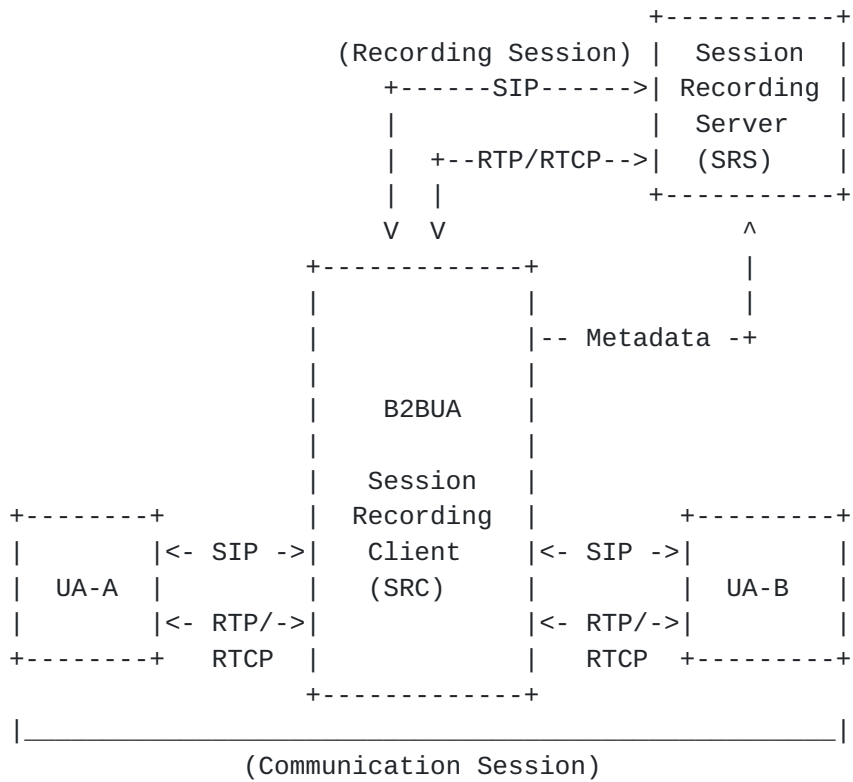 +-----------+
                     (Recording Session) |  Session  |
                        +------SIP------>| Recording |
                        |                |  Server   |
                        |  +--RTP/RTCP-->|  (SRS)    |
                        |  |             +-----------+
                        V  V                   ^
                   +-------------+             |
                   |             |             |
                   |             |-- Metadata -+
                   |             |
                   |    B2BUA    |
                   |             |
                   |   Session   |
+--------+         |  Recording  |         +---------+
|        |<- SIP ->|   Client    |<- SIP ->|         |
|  UA-A  |         |   (SRC)     |         |  UA-B   |
|        |<- RTP/->|             |<- RTP/->|         |
+--------+   RTCP  |             |   RTCP  +---------+
                   +-------------+
|____________________________________________________|
               (Communication Session)